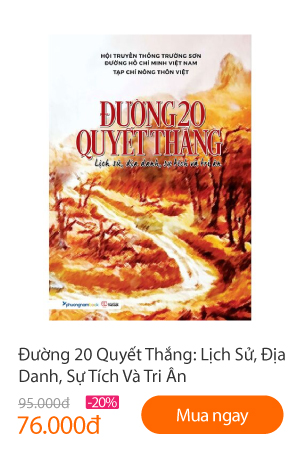 HỘI TRUYỀN THỐNG TRƯỜNG SƠN
ĐƯỜNG HỒ CHÍ MINH VIỆT NAM
TẠP CHÍ NÔNG THÔN VIỆT
ĐƯỜNG 20
QUYẾT THẮNG
Lịch sử, địa danh, sự tích và tri ân
phuongnam book
Đường 20 Quyết Thắng: Lịch Sử, Địa
Danh, Sự Tích Và Tri Ân
95.000đ -20%
76.000đ
Mua ngay